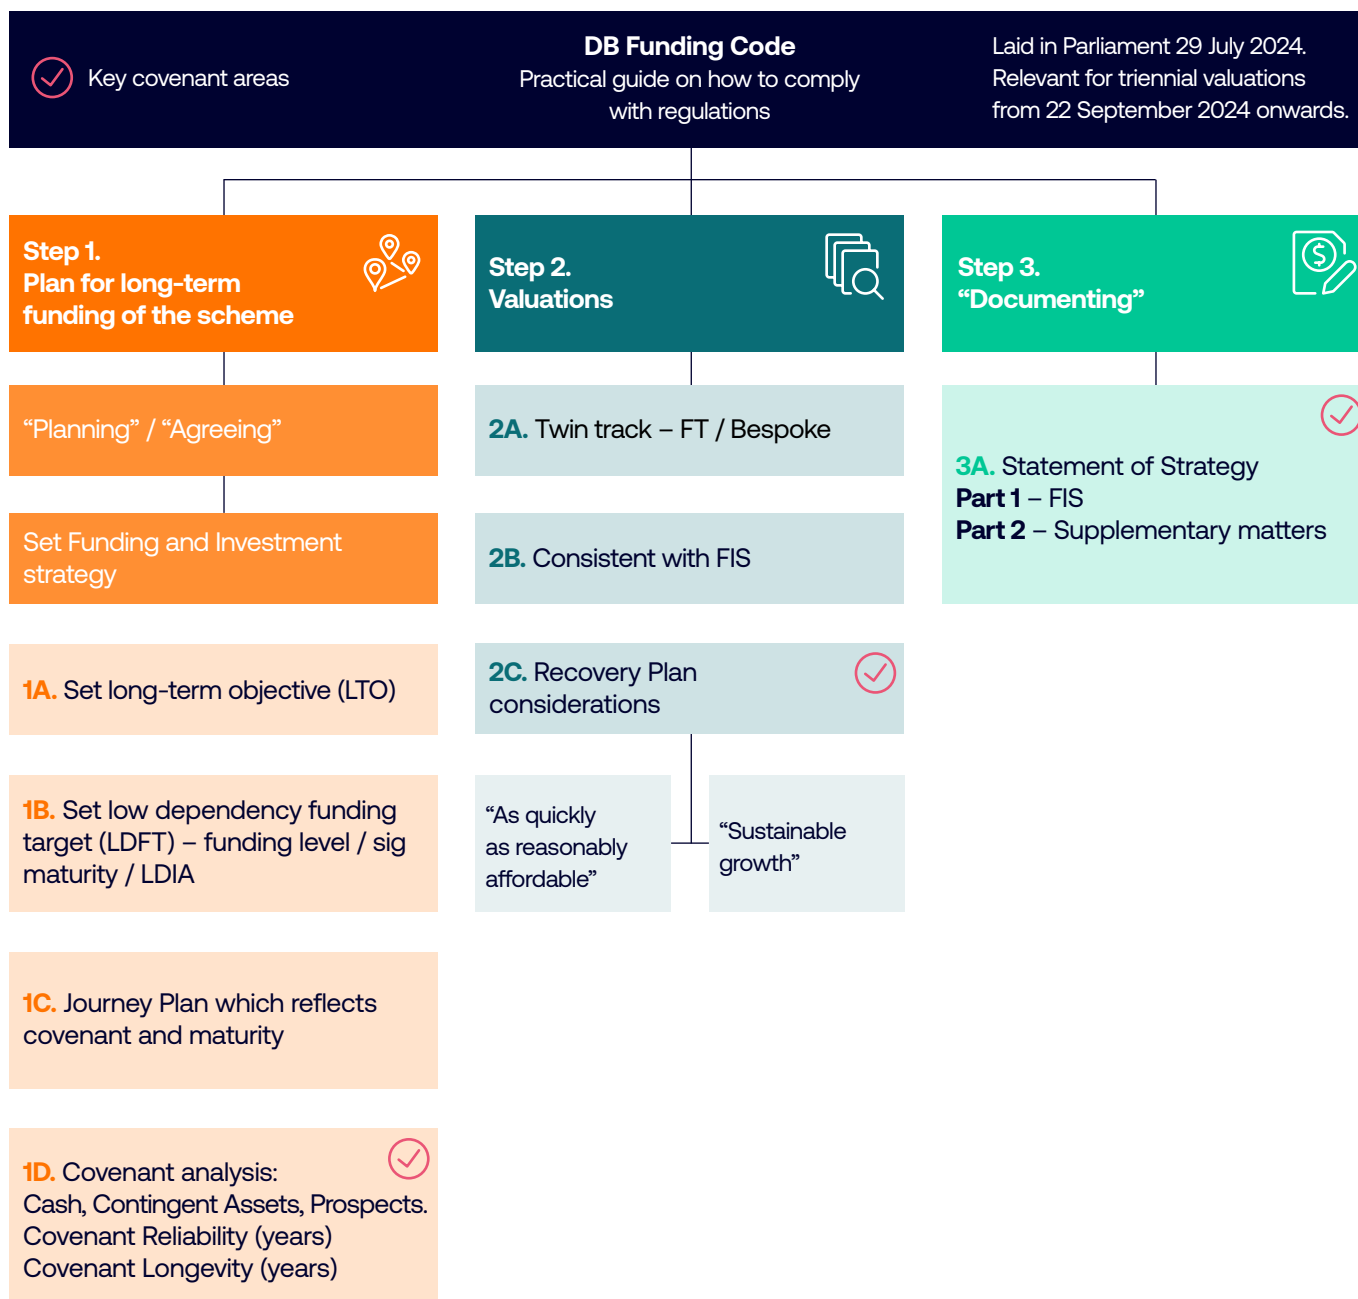 Key covenant areas
DB Funding Code
Practical guide on how to comply
with regulations
Laid in Parliament 29 July 2024.
Relevant for triennial valuations
from 22 September 2024 onwards.
Step 1.
Plan for long-term
funding of the scheme
“Planning” / “Agreeing”
Set Funding and Investment
strategy
1A. Set long-term objective (LTO)
1B. Set low dependency funding
target (LDFT) – funding level / sig
maturity / LDIA
1C. Journey Plan which reflects
covenant and maturity
1D. Covenant analysis:
Cash, Contingent Assets, Prospects.
Covenant Reliability (years)
Covenant Longevity (years)
Step 2.
Valuations
2A. Twin track – FT / Bespoke
2B. Consistent with FIS
2C. Recovery Plan
considerations
“As quickly
as reasonably
affordable”
“Sustainable
growth”
Step 3.
“Documenting”
$
3A. Statement of Strategy
Part 1 – FIS
Part 2 – Supplementary matters